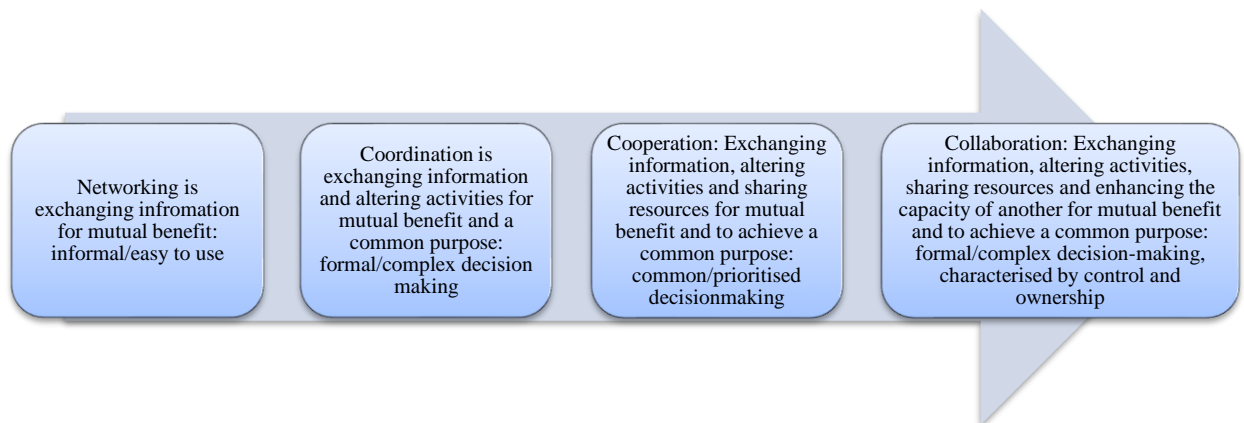 Networking is
exchanging infromation
for mutual benefit:
informal/easy to use
Coordination is
exchanging information
and altering activities for
mutual benefit and a
common purpose:
formal/complex decision
making
Cooperation: Exchanging
information, altering
activities and sharing
resources for mutual
benefit and to achieve a
common purpose:
common/prioritised
decisionmaking
Collaboration: Exchanging
information, altering activities,
sharing resources and enhancing the
capacity of another for mutual benefit
and to achieve a common purpose:
formal/complex decision-making,
characterised by control and
ownership